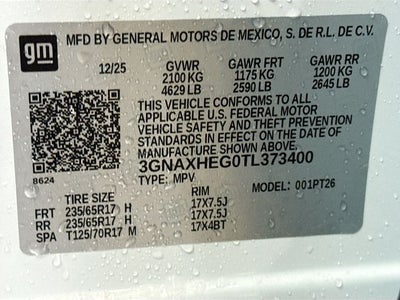 gm
MFD BY GENERAL MOTORS DE MEXICO, S. DE R.L. DE C.V.
12/25 GVWR GAWR FRT GAWR RR
2100 KG 1175 KG 1200 KG
4629 LB 2590 LB 2645 LB
THIS VEHICLE CONFORMS TO ALL
APPLICABLE U.S. FEDERAL MOTOR
VEHICLE SAFETY AND THEFT PREVENTION
STANDARDS IN EFFECT ON THE DATE OF
MANUFACTURE SHOWN ABOVE.
3GNAXHEG0TL373400
8624 TYPE: MPV MODEL: 001PT26
TIRE SIZE RIM
FRT 235/65R17 H 17X7.5J
RR 235/65R17 H 17X7.5J
SPA T125/70R17 M 17X4BT